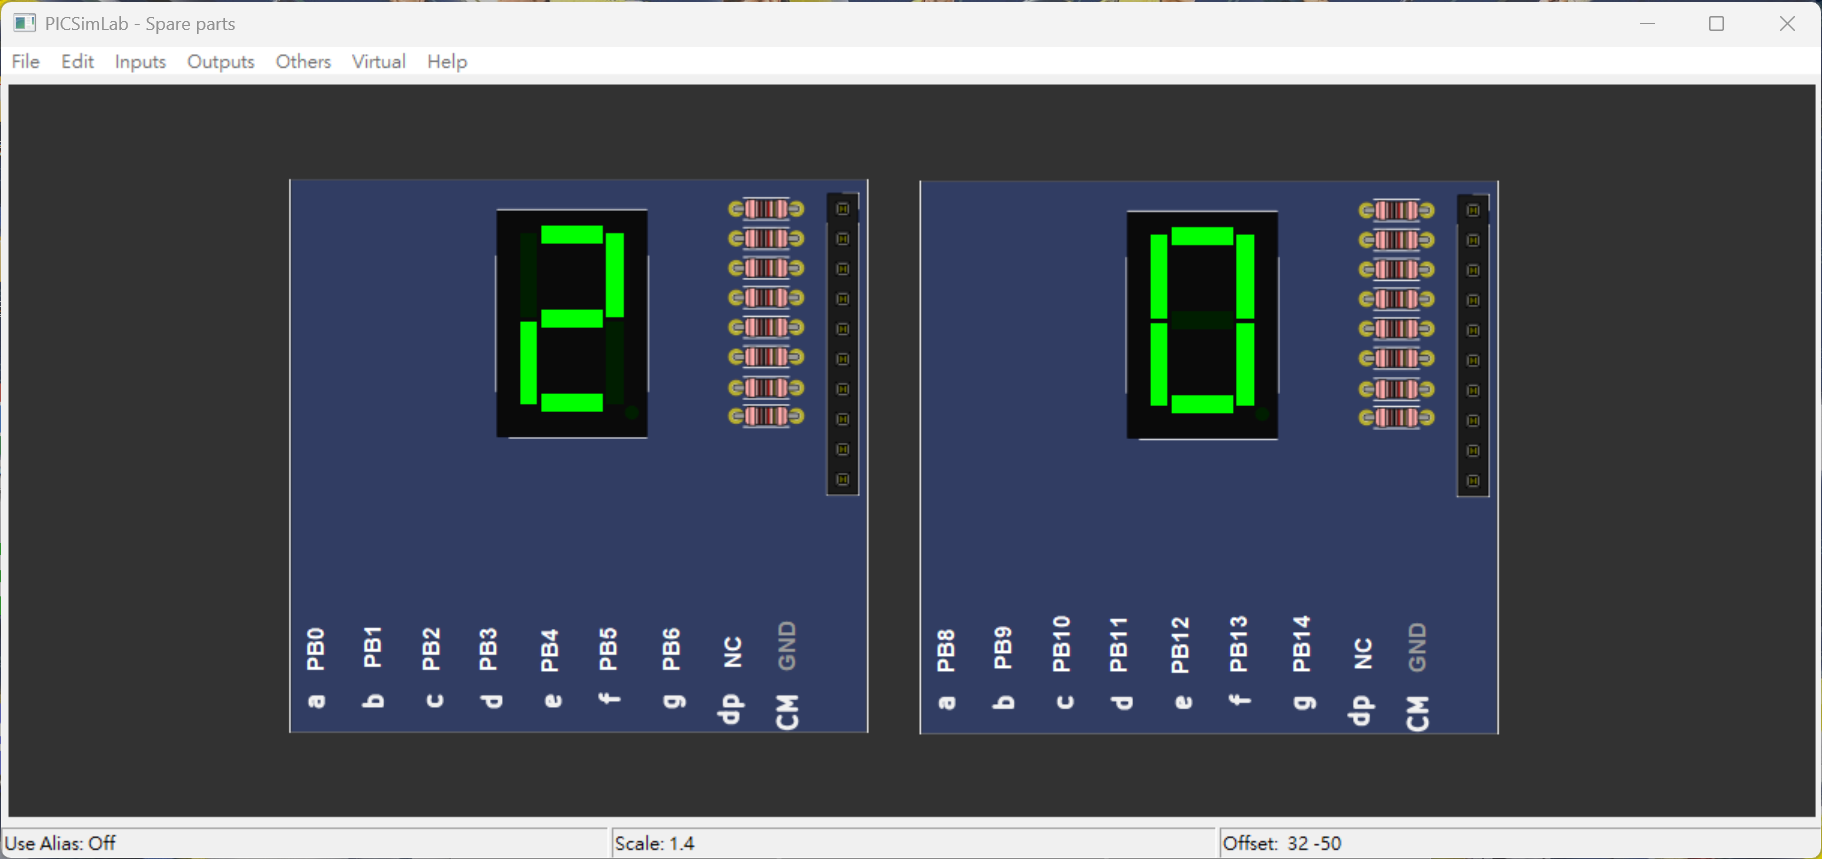 PICSimLab - Spare parts
File Edit Inputs Outputs Others Virtual Help
2
0
PB0 PB1 PB2 PB3 PB4 PB5 PB6 NC GND
a b c d e f g dp CM
PB8 PB9 PB10 PB11 PB12 PB13 PB14 NC GND
a b c d e f g dp CM
Use Alias: Off
Scale: 1.4
Offset: 32 -50